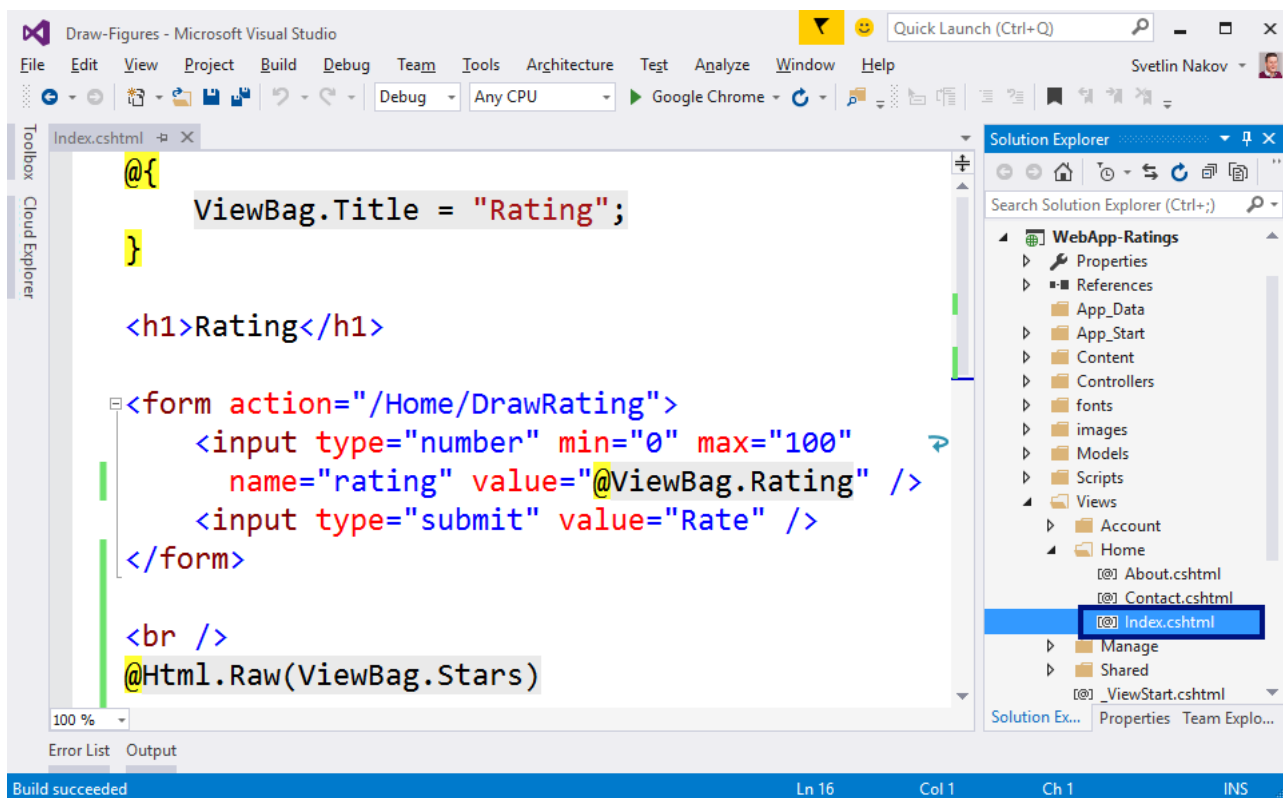 Draw-Figures - Microsoft Visual Studio
Quick Launch (Ctrl+Q)
File Edit View Project Build Debug Team Tools Architecture Test Analyze Window Help
Svetlin Nakov
Debug Any CPU Google Chrome
Toolbox
Cloud Explorer
Index.cshtml
@{
ViewBag.Title = "Rating";
}
<h1>Rating</h1>
<form action="/Home/DrawRating">
<input type="number" min="0" max="100"
name="rating" value="@ViewBag.Rating" />
<input type="submit" value="Rate" />
</form>
<br />
@Html.Raw(ViewBag.Stars)
100 %
Solution Explorer
Search Solution Explorer (Ctrl+;)
WebApp-Ratings
Properties
References
App_Data
App_Start
Content
Controllers
fonts
images
Models
Scripts
Views
Account
Home
About.cshtml
Contact.cshtml
Index.cshtml
Manage
Shared
_ViewStart.cshtml
Solution Ex... Properties Team Explo...
Error List Output
Build succeeded Ln 16 Col 1 Ch 1 INS